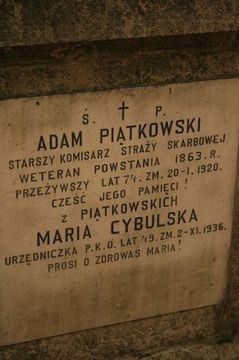 Ś. † P.
ADAM PIĄTKOWSKI
STARSZY KOMISARZ STRAŻY SKARBOWEJ
WETERAN POWSTANIA 1863.R.
PRZEŻYWSZY LAT 74. ZM. 20-1. 1920.
CZEŚĆ JEGO PAMIĘCI!
Z PIĄTKOWSKICH
MARIA CYBULSKA
URZĘDNICZKA P.K.O. LAT 49. ZM. 2-XI. 1936.
PROSI O ZDROWAŚ MARIA!